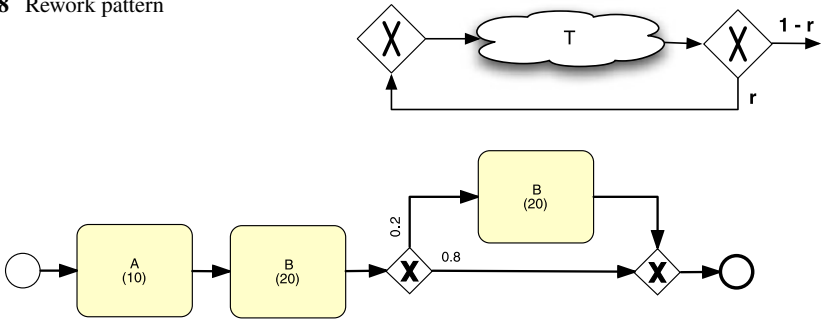 8 Rework pattern
X
T
X
1 - r
r
B
(20)
0.2
A
(10)
B
(20)
X
0.8
X